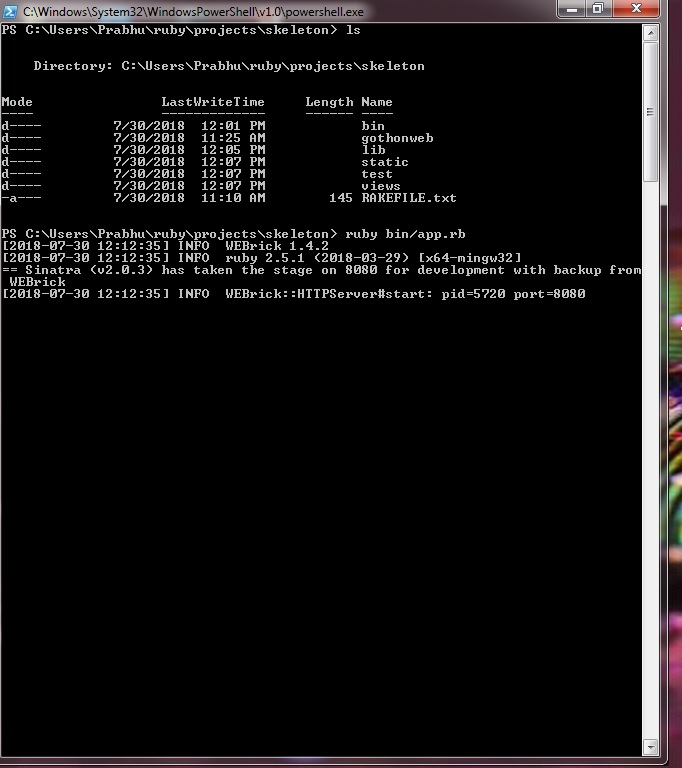 C:\Windows\System32\WindowsPowerShell\v1.0\powershell.exe
PS C:\Users\Prabhu\ruby\projects\skeleton> ls
Directory: C:\Users\Prabhu\ruby\projects\skeleton
Mode LastWriteTime Length Name
---- ------------- ------ ----
d---- 7/30/2018 12:01 PM bin
d---- 7/30/2018 11:25 AM gothonweb
d---- 7/30/2018 12:05 PM lib
d---- 7/30/2018 12:07 PM static
d---- 7/30/2018 12:07 PM test
d---- 7/30/2018 12:07 PM views
-a--- 7/30/2018 11:10 AM 145 RAKEFILE.txt
PS C:\Users\Prabhu\ruby\projects\skeleton> ruby bin/app.rb
[2018-07-30 12:12:35] INFO WEBrick 1.4.2
[2018-07-30 12:12:35] INFO ruby 2.5.1 (2018-03-29) [x64-mingw32]
== Sinatra (v2.0.3) has taken the stage on 8080 for development with backup from
WEBrick
[2018-07-30 12:12:35] INFO WEBrick::HTTPServer#start: pid=5720 port=8080